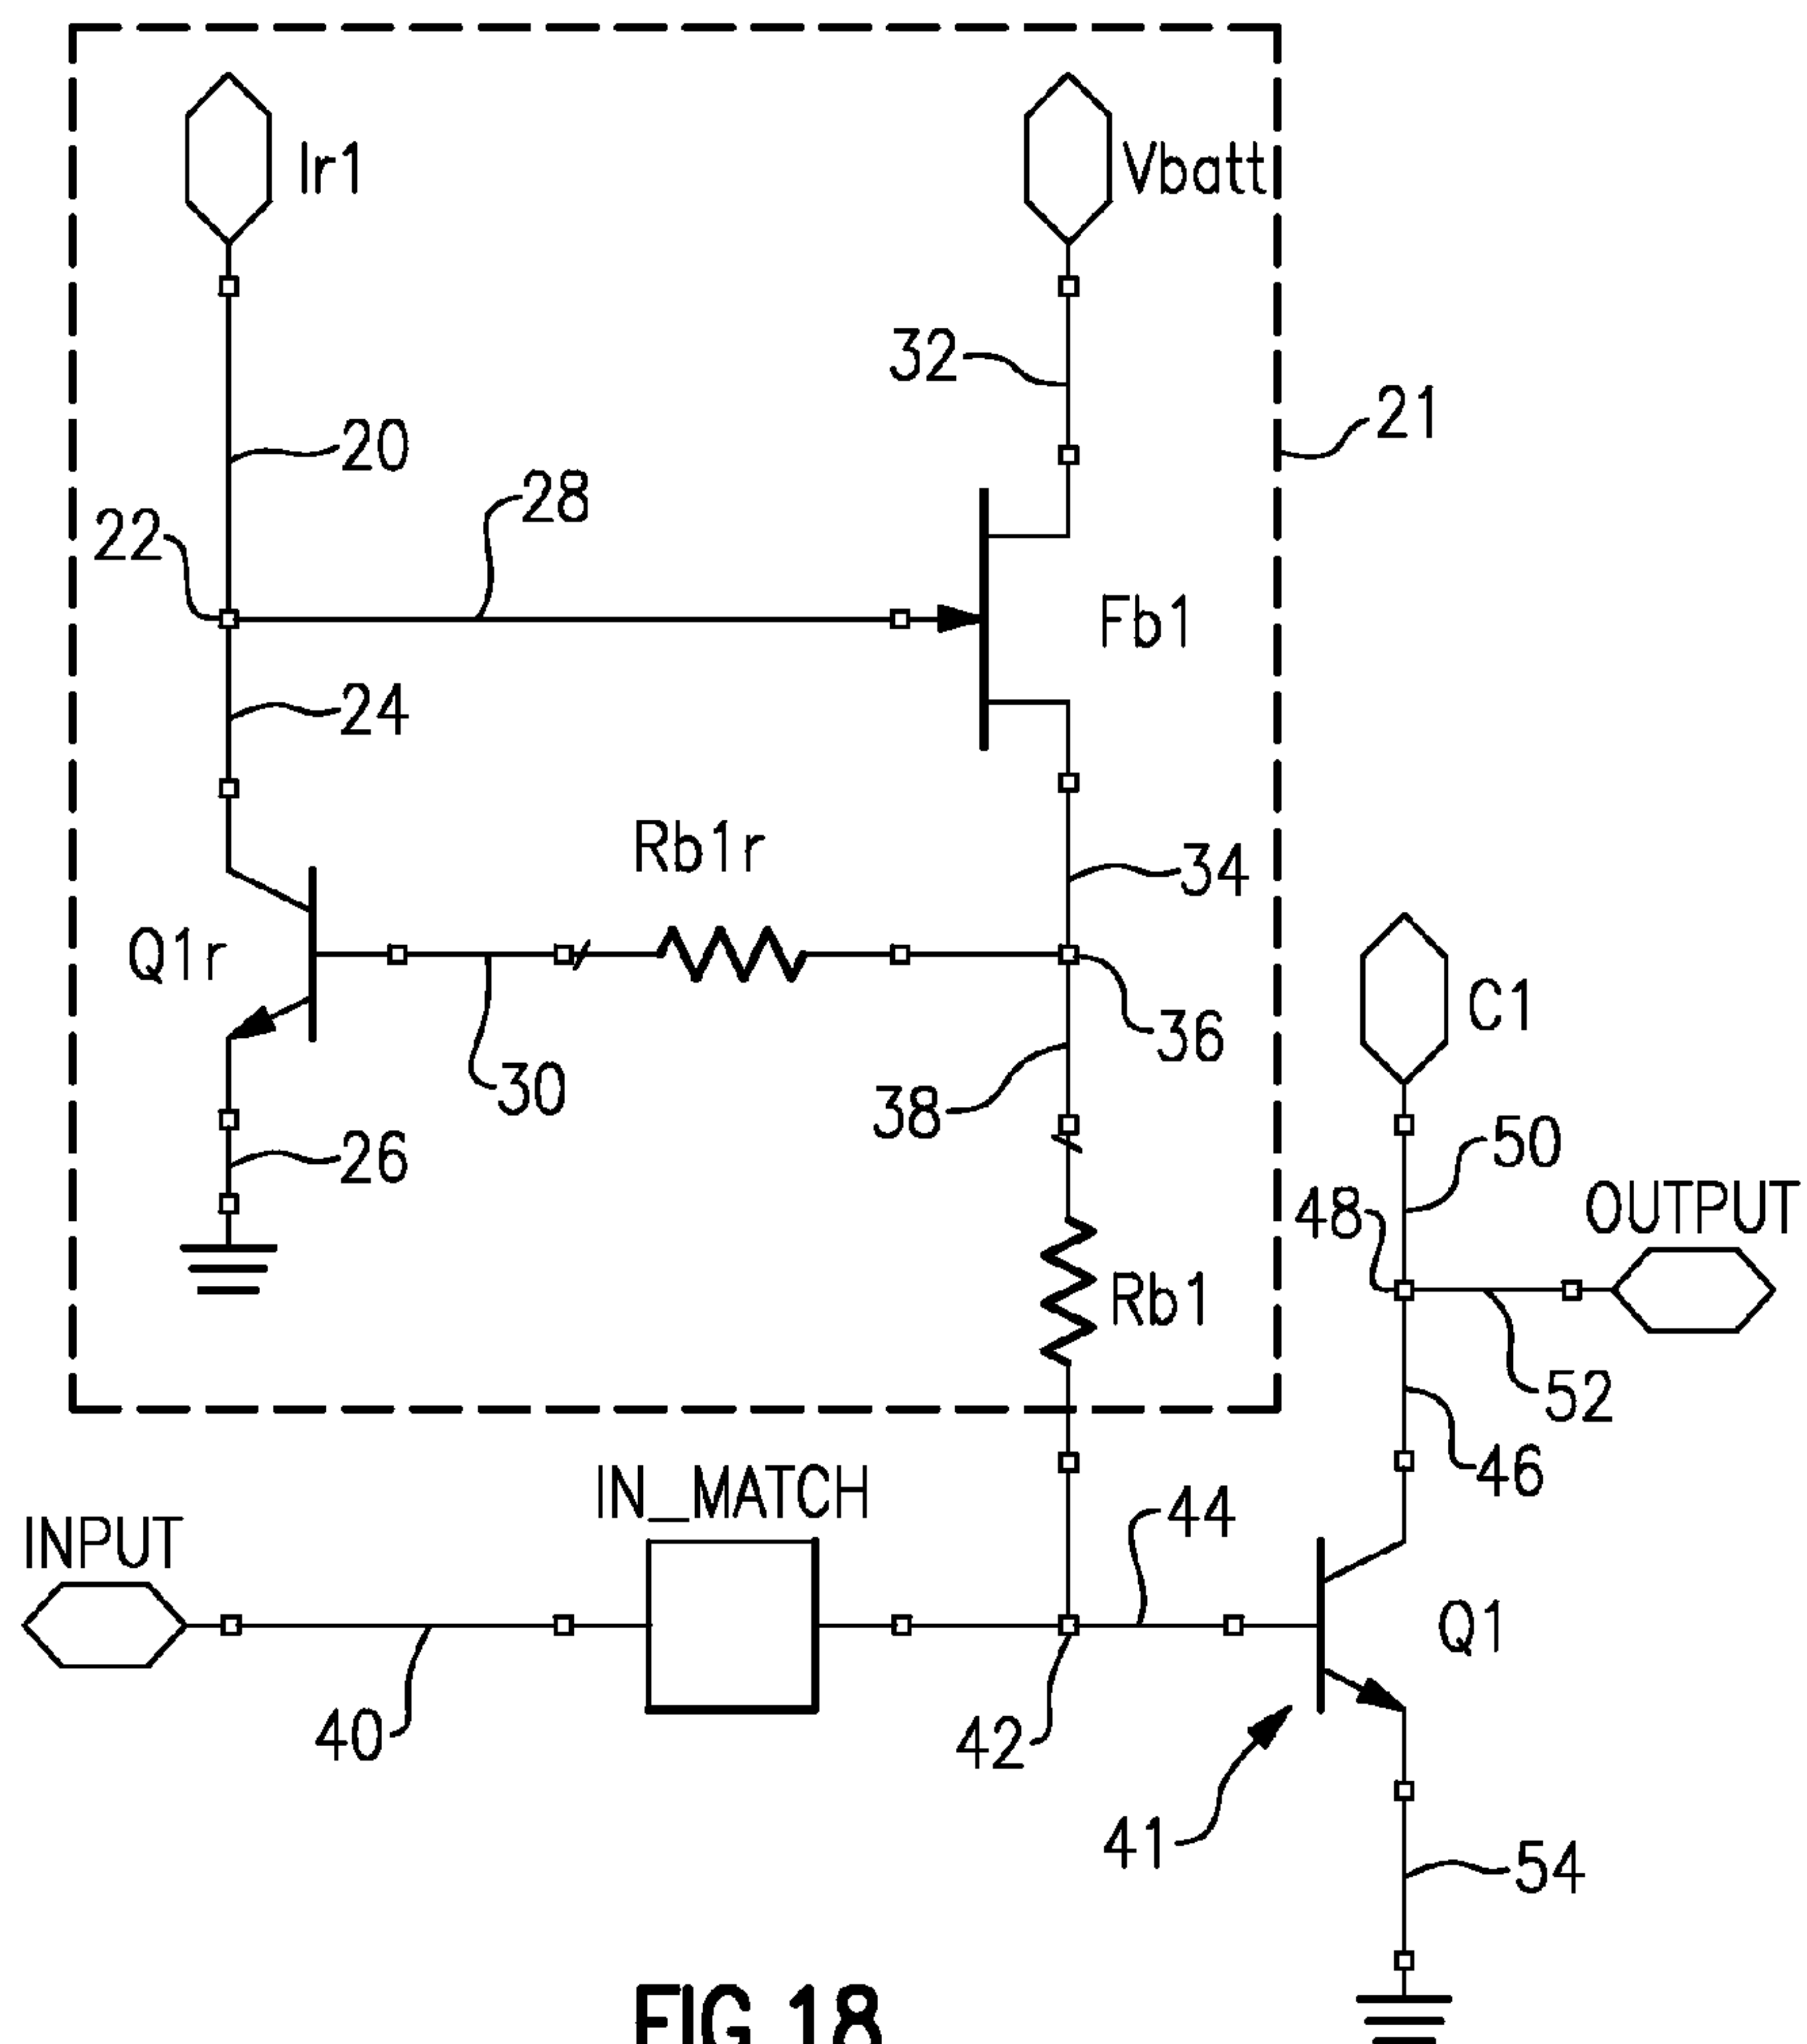 Ir1
Vbatt
32
21
20
28
22
Fb1
24
Rb1r
34
Q1r
C1
36
30
38
26
50
48
OUTPUT
Rb1
52
46
IN_MATCH
44
INPUT
Q1
40
42
41
54
FIG.18